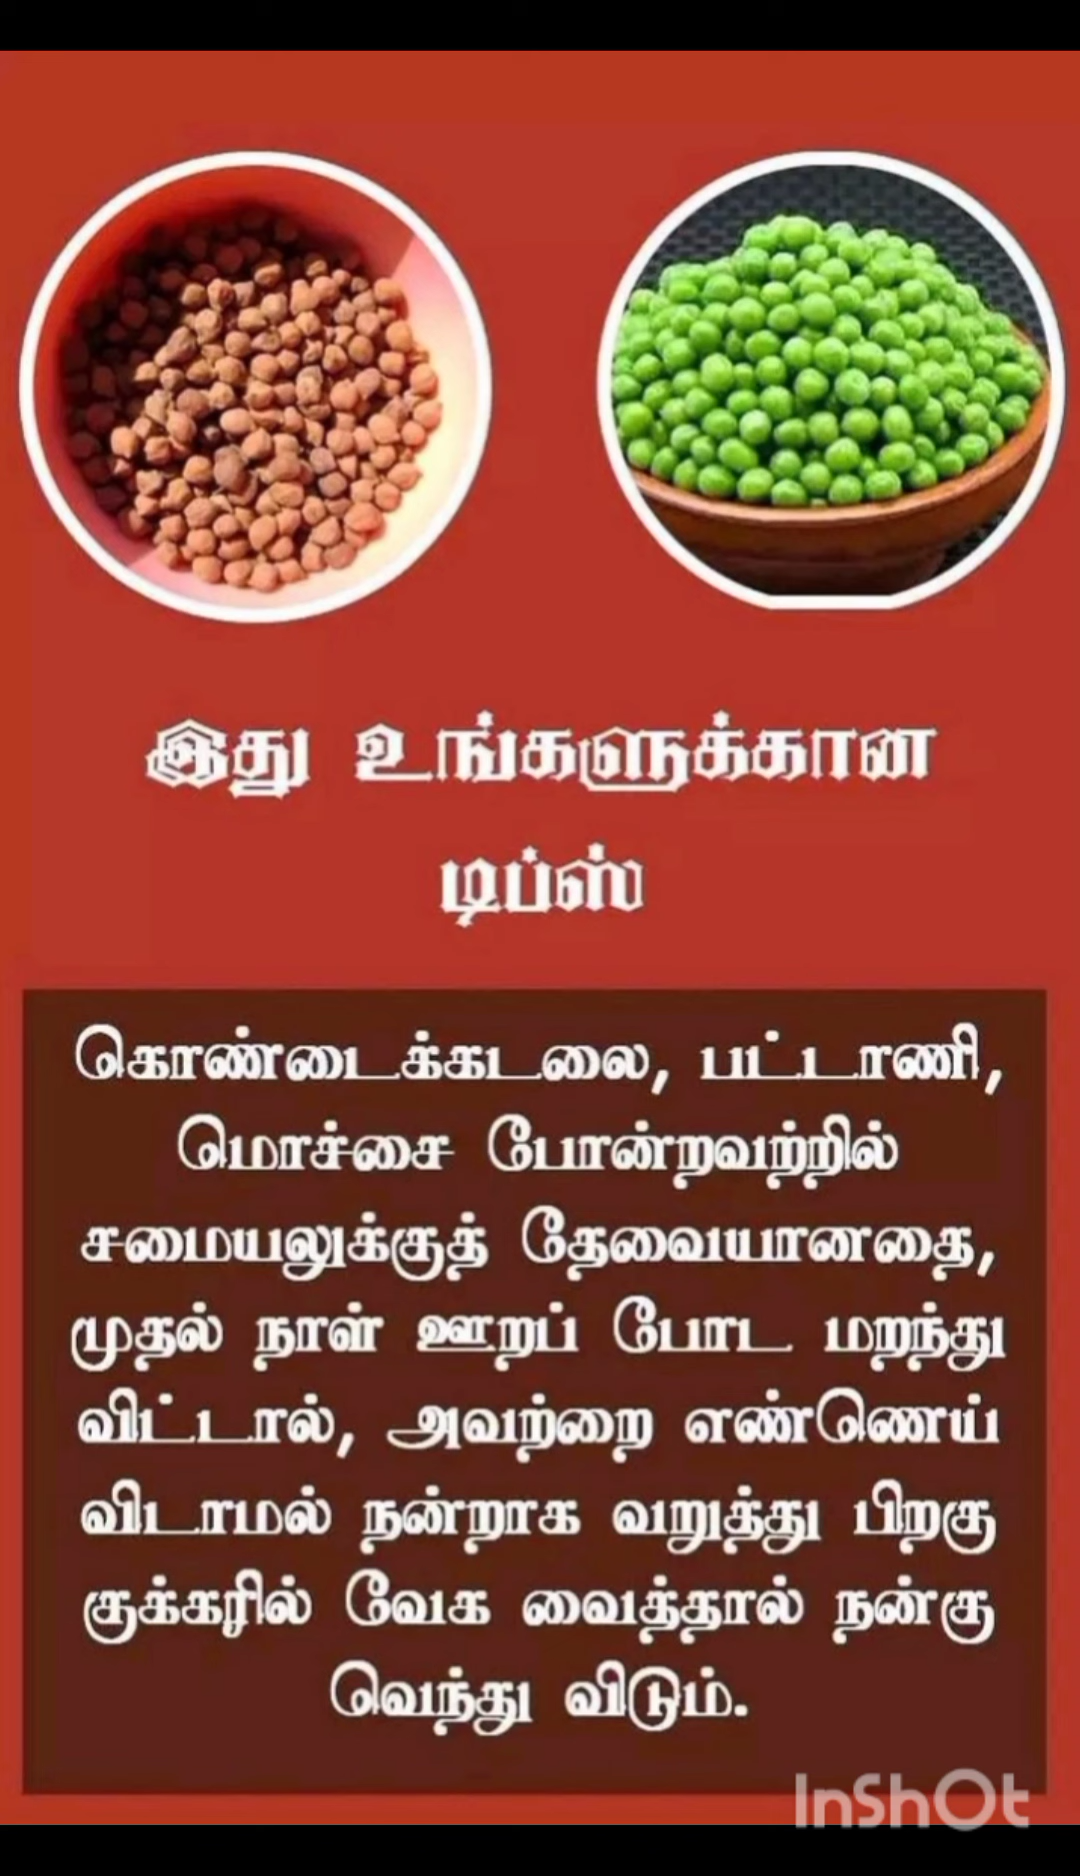 இது உங்களுக்கான
டிப்ஸ்
கொண்டைக்கடலை, பட்டாணி,
மொச்சை போன்றவற்றில்
சமையலுக்குத் தேவையானதை,
முதல் நாள் ஊறப் போட மறந்து
விட்டால், அவற்றை எண்ணெய்
விடாமல் நன்றாக வறுத்து பிறகு
குக்கரில் வேக வைத்தால் நன்கு
வெந்து விடும்.
InShOt